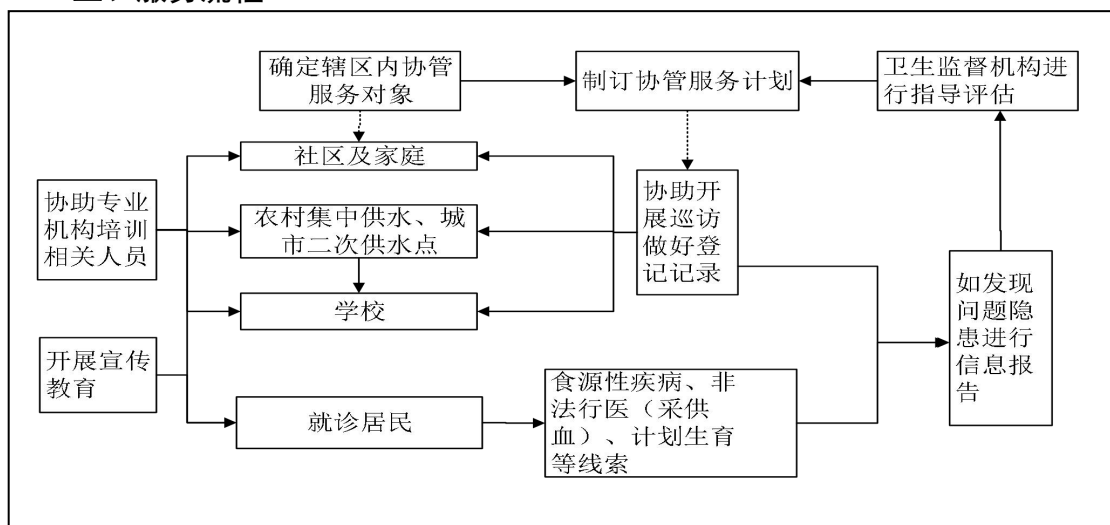 确定辖区内协管
服务对象
制订协管服务计划
卫生监督机构进
行指导评估
社区及家庭
协助专业
机构培训
相关人员
农村集中供水、城
市二次供水点
协助开
展巡访
做好登
记记录
学校
如发现
问题隐
患进行
信息报
告
开展宣传
教育
就诊居民
食源性疾病、非
法行医（采供
血）、计划生育
等线索